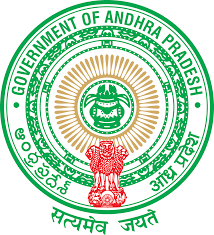 • GOVERNMENT OF ANDHRA PRADESH •
ఆంధ్రప్రదేశ్
आंध्र प्रदेश
सत्यमेव जयते